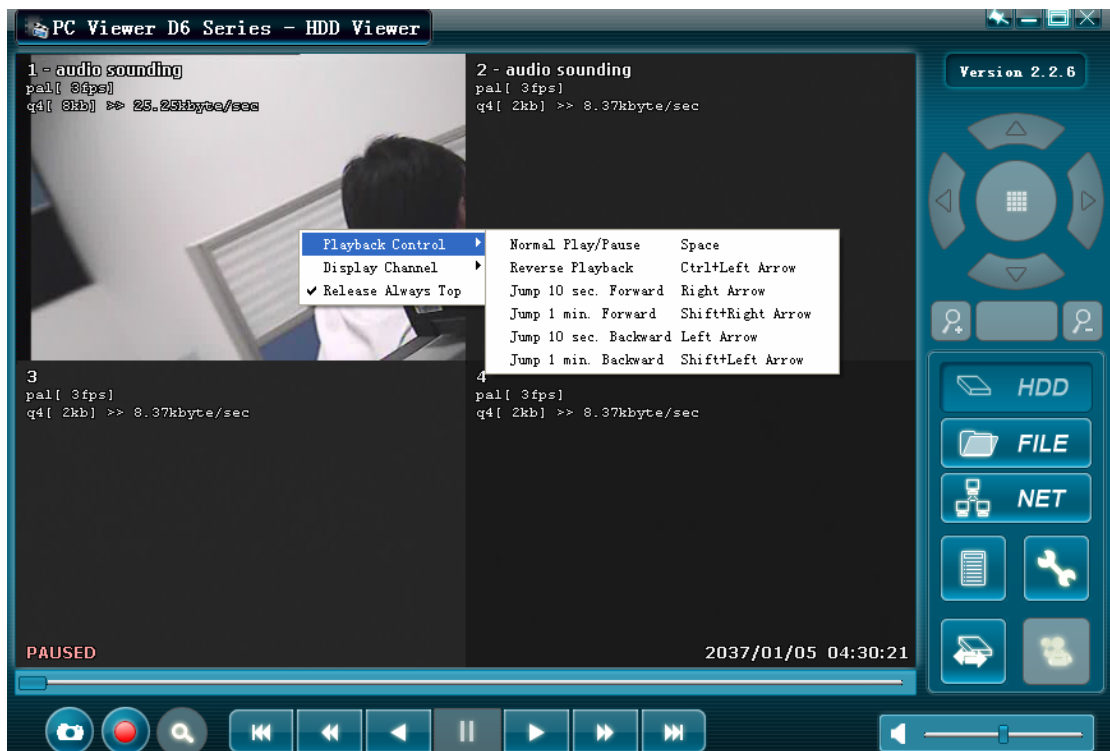 PC Viewer D6 Series - HDD Viewer
Version 2.2.6
1 - audio sounding
pal[ 3fps]
q4[ 8kb] >> 25.25kbyte/sec
2 - audio sounding
pal[ 3fps]
q4[ 2kb] >> 8.37kbyte/sec
Playback Control
Display Channel
✔ Release Always Top
Normal Play/Pause Space
Reverse Playback Ctrl+Left Arrow
Jump 10 sec. Forward Right Arrow
Jump 1 min. Forward Shift+Right Arrow
Jump 10 sec. Backward Left Arrow
Jump 1 min. Backward Shift+Left Arrow
3
pal[ 3fps]
q4[ 2kb] >> 8.37kbyte/sec
4
pal[ 3fps]
q4[ 2kb] >> 8.37kbyte/sec
PAUSED
2037/01/05 04:30:21
HDD
FILE
NET